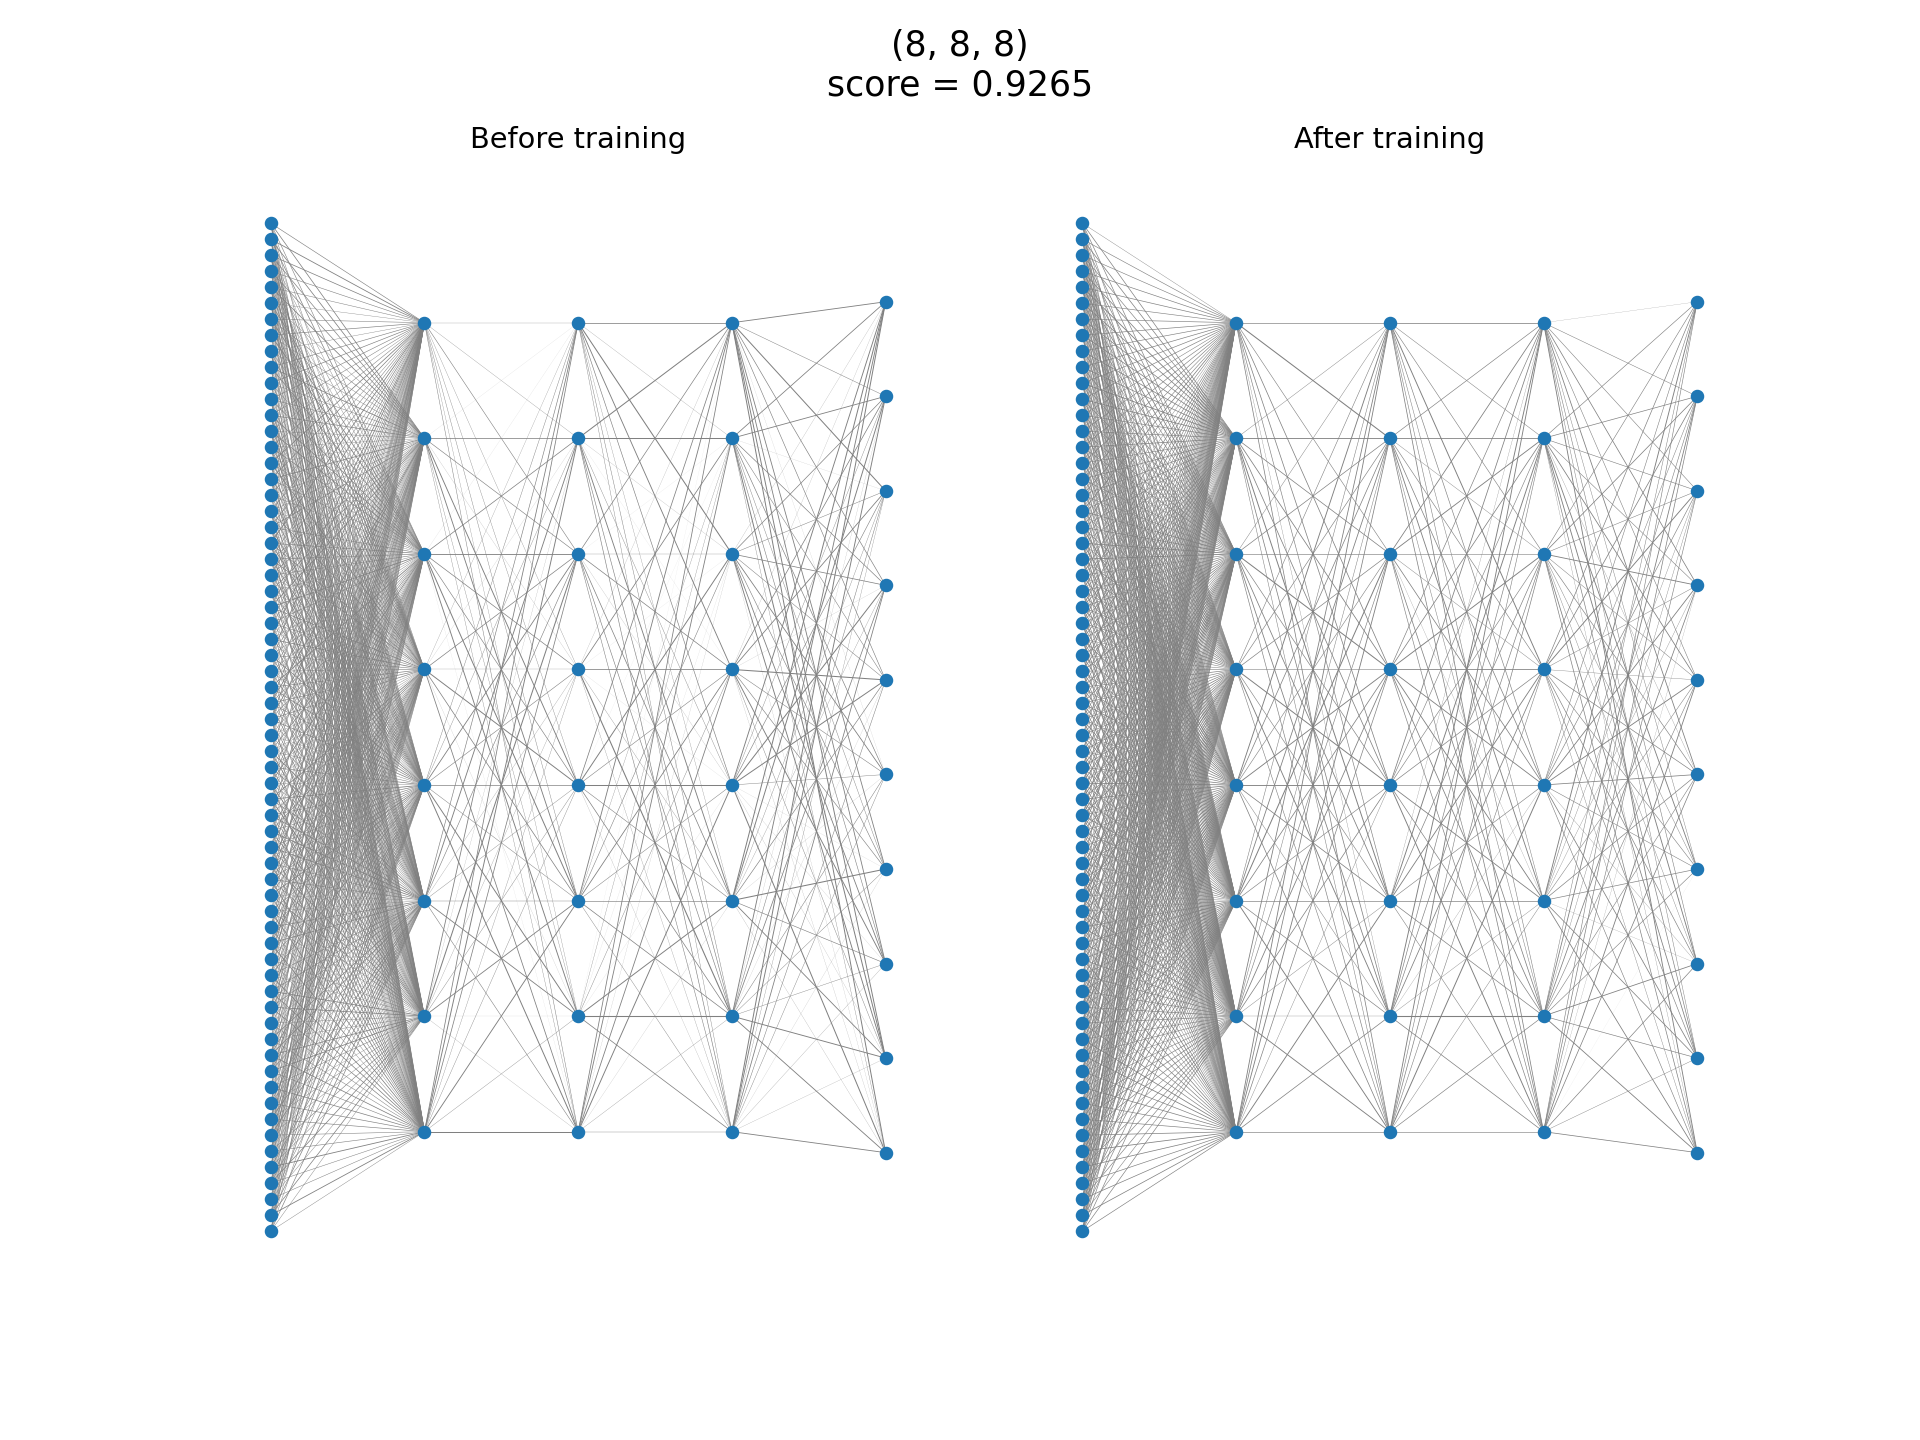 (8, 8, 8)
score = 0.9265
Before training
After training